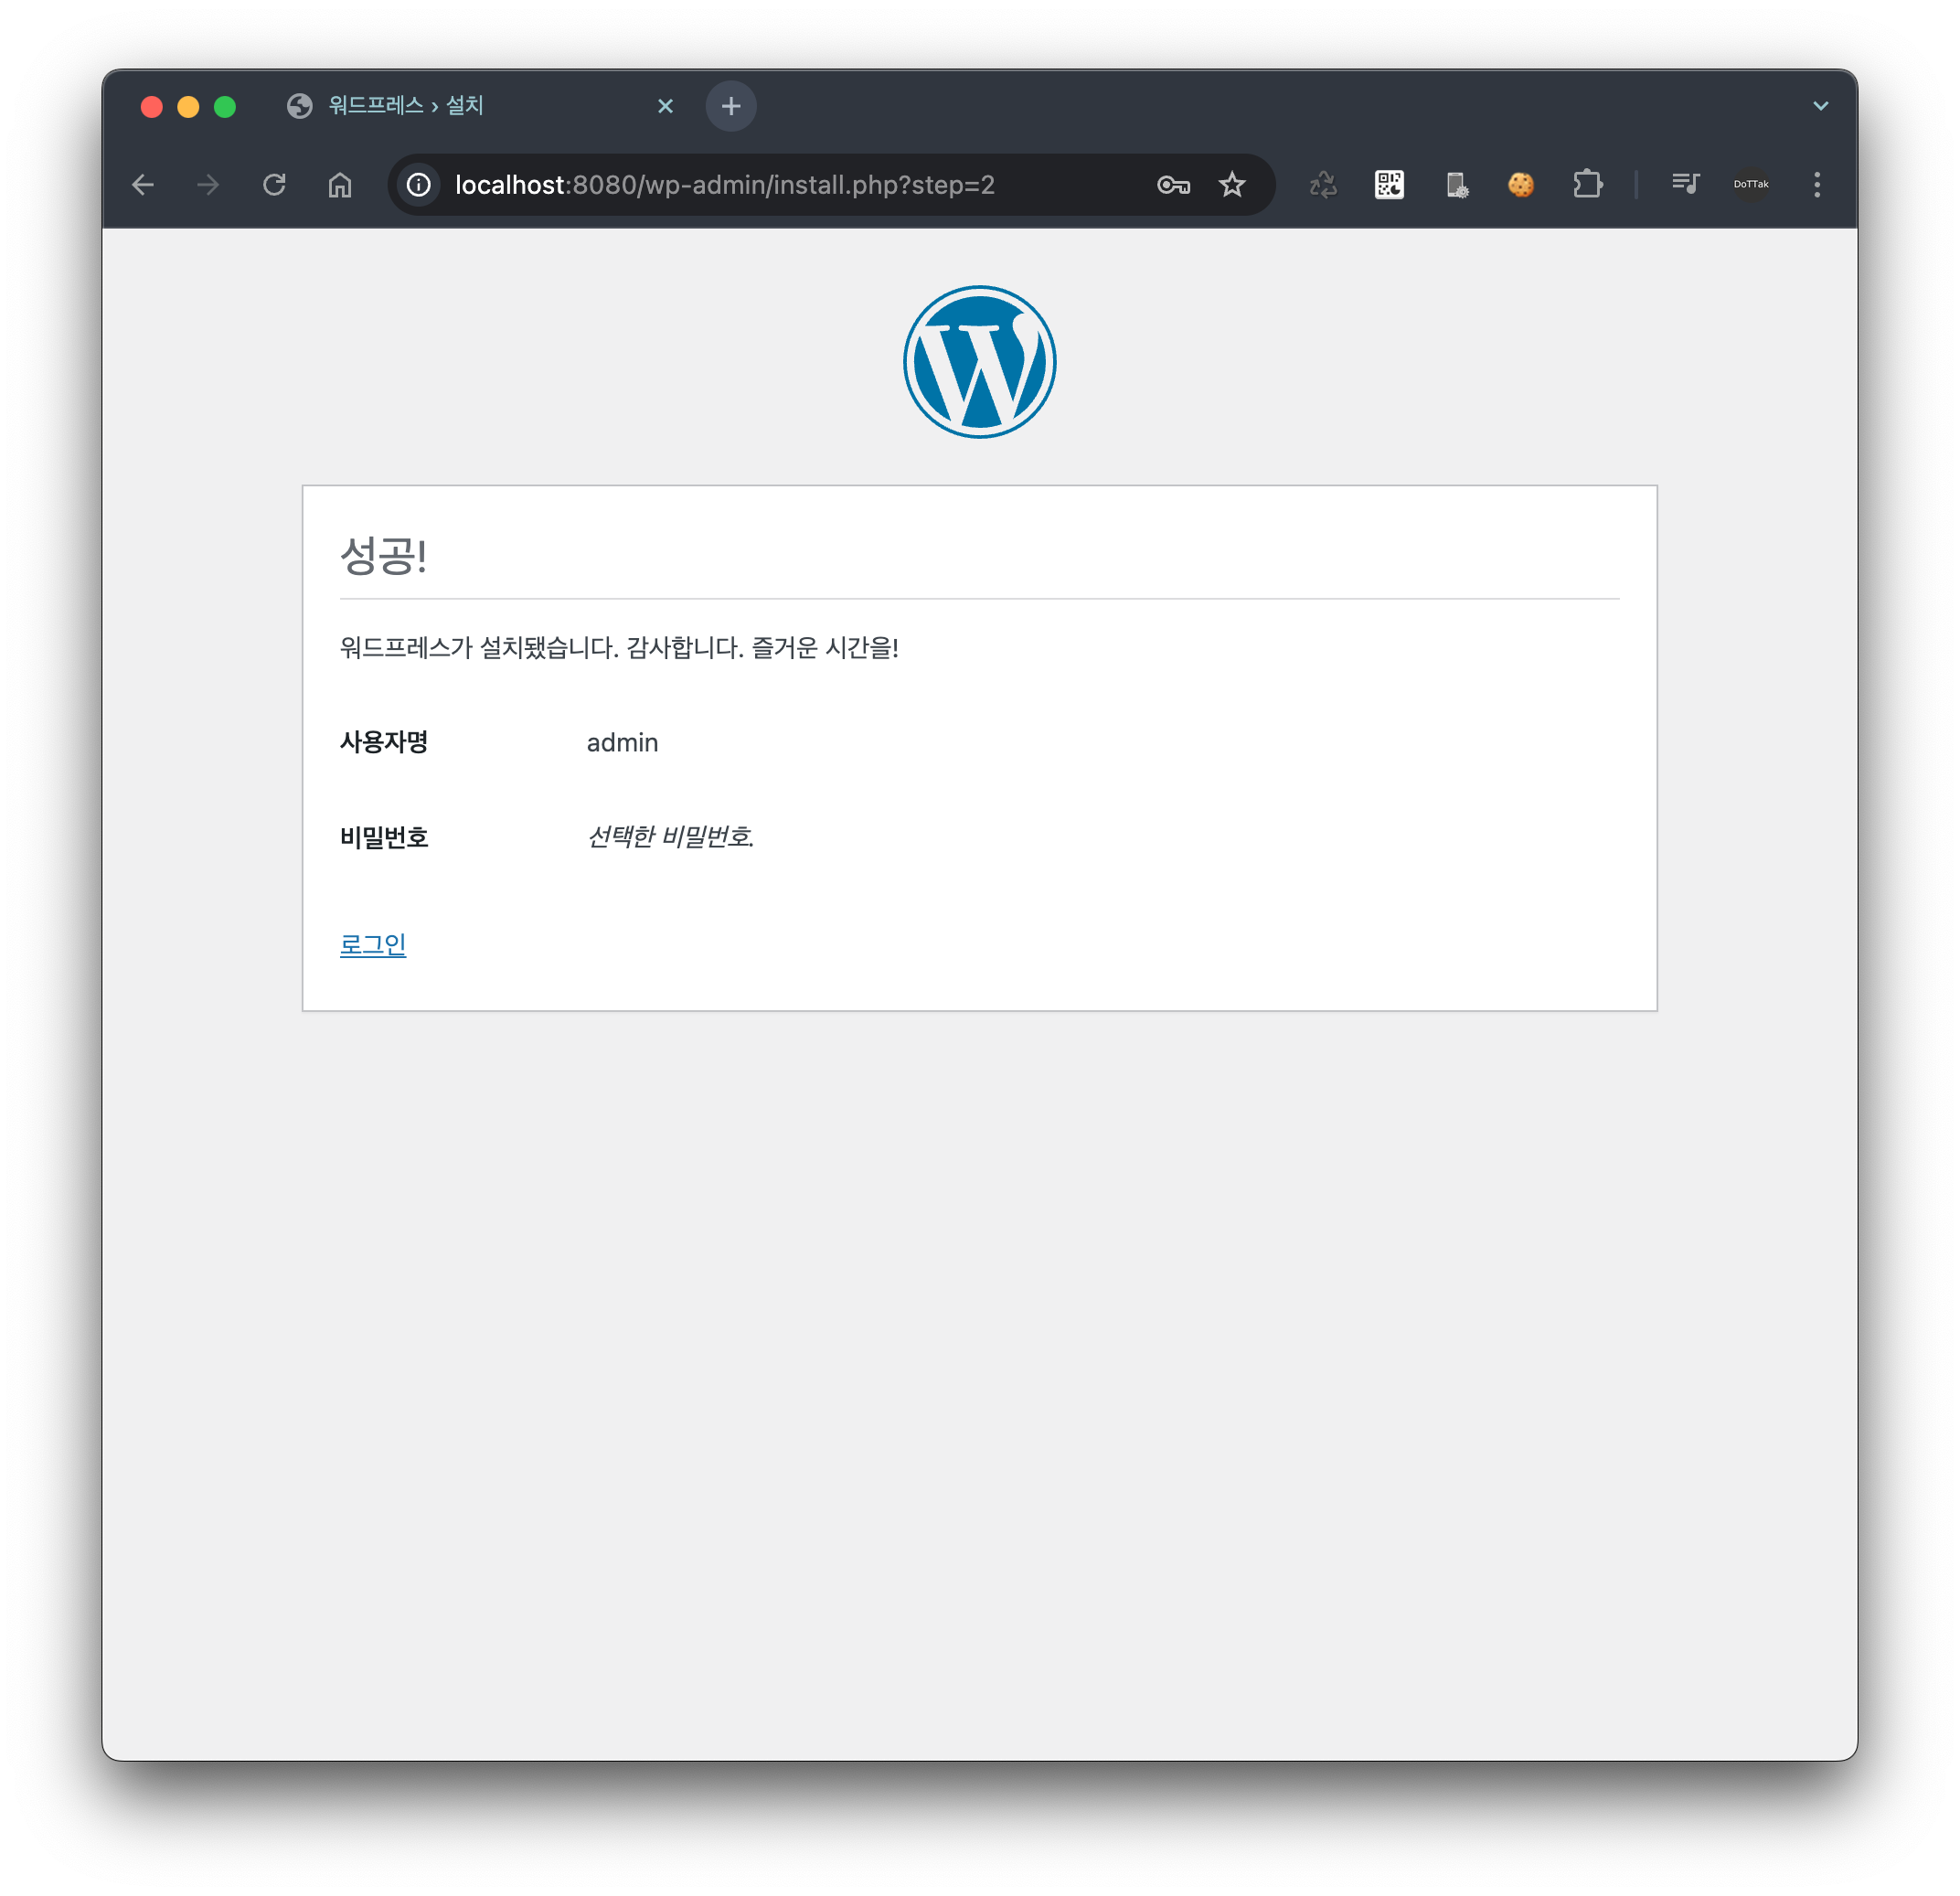 워드프레스 › 설치
localhost:8080/wp-admin/install.php?step=2
DoTTak
성공!
워드프레스가 설치됐습니다. 감사합니다. 즐거운 시간을!
사용자명 admin
비밀번호 선택한 비밀번호.
로그인